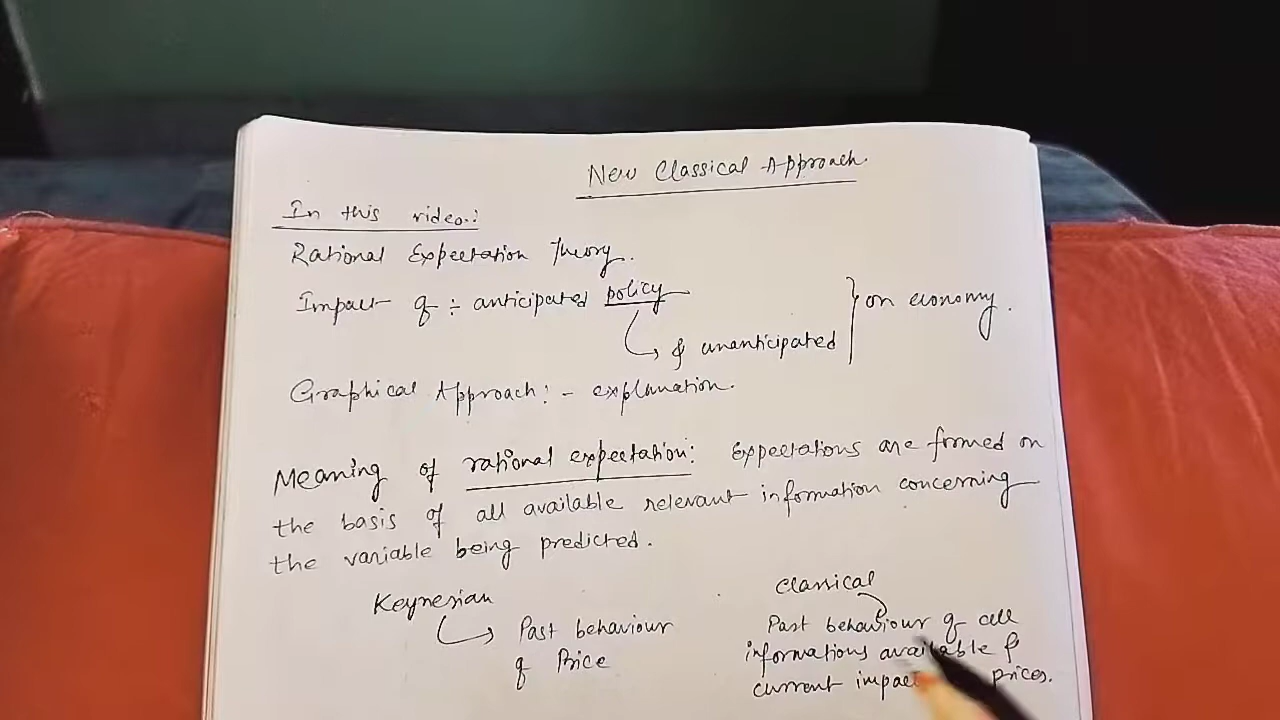 New Classical Approach.
In this video:
Rational Expectation Theory.
Impact of ÷ anticipated policy
& unanticipated } on economy.
Graphical Approach: - explanation.
Meaning of rational expectation: Expectations are formed on
the basis of all available relevant information concerning
the variable being predicted.
Keynesian
Past behaviour
of Price
Classical
Past behaviour of all
informations available &
current impact prices.